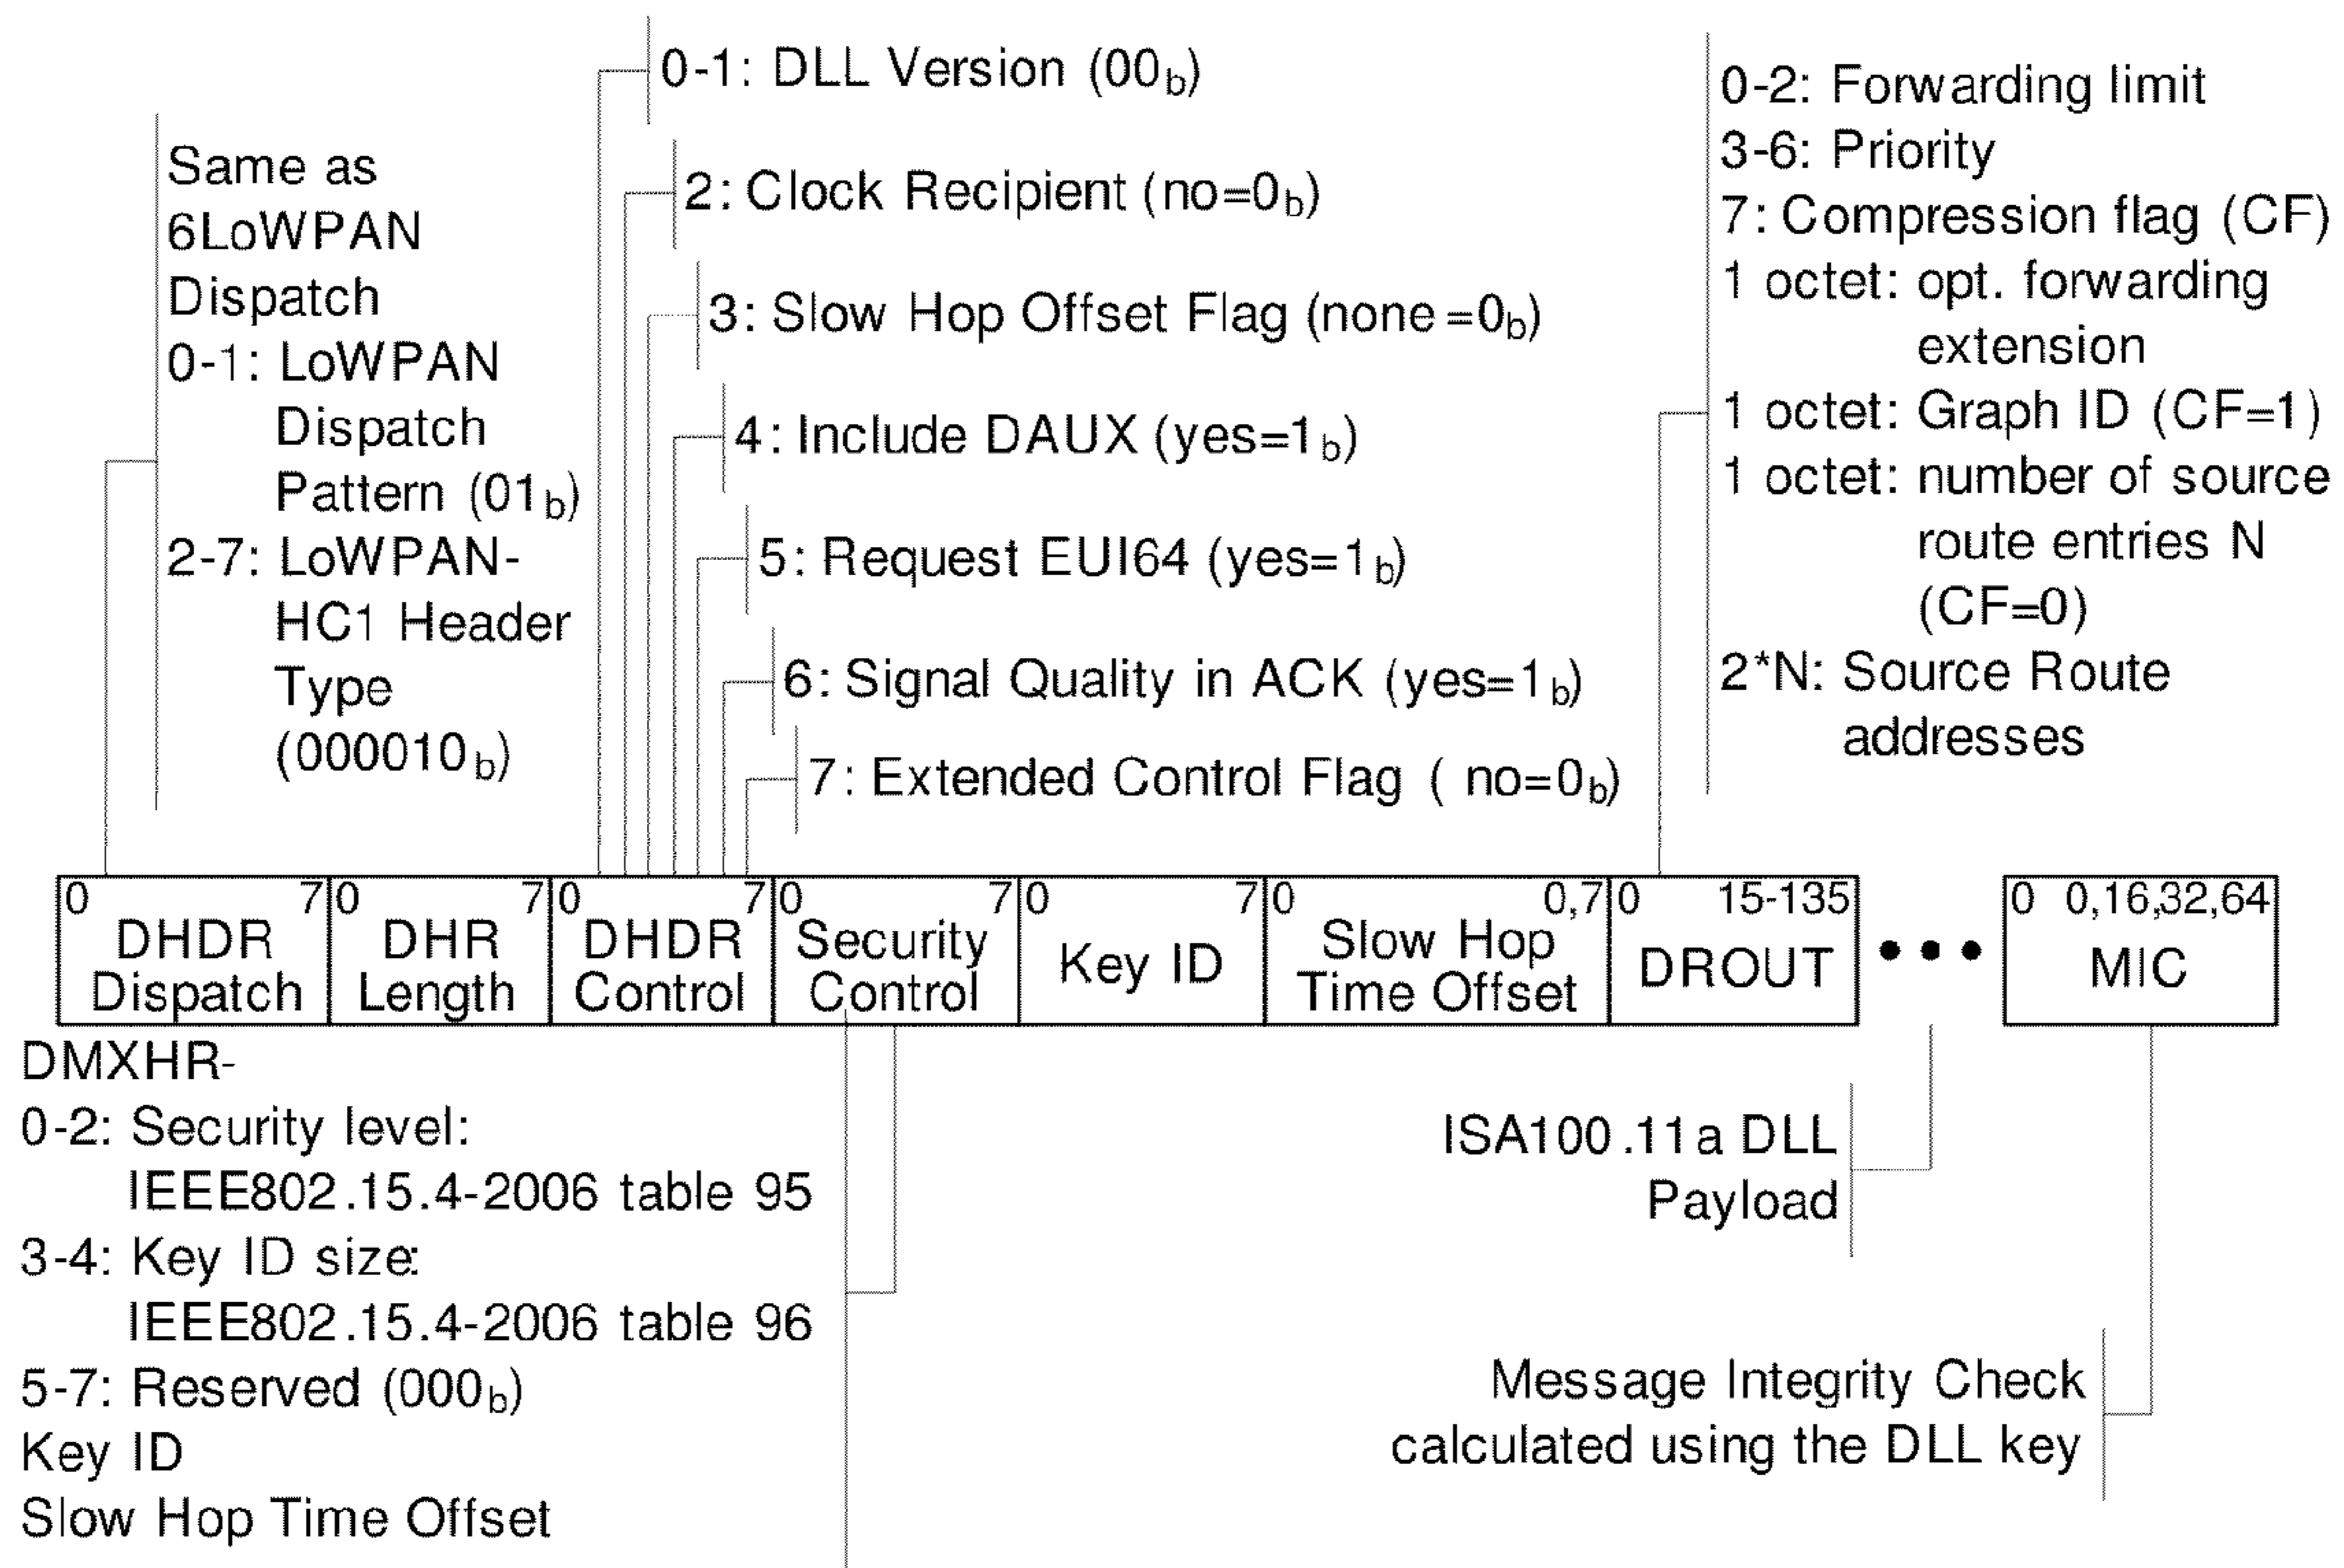 Same as
6LoWPAN
Dispatch
0-1: LoWPAN
Dispatch
Pattern (01b)
2-7: LoWPAN-
HC1 Header
Type
(000010b)
0-1: DLL Version (00b)
2: Clock Recipient (no=0b)
3: Slow Hop Offset Flag (none =0b)
4: Include DAUX (yes=1b)
5: Request EUI64 (yes=1b)
6: Signal Quality in ACK (yes=1b)
7: Extended Control Flag ( no=0b)
0-2: Forwarding limit
3-6: Priority
7: Compression flag (CF)
1 octet: opt. forwarding
extension
1 octet: Graph ID (CF=1)
1 octet: number of source
route entries N
(CF=0)
2*N: Source Route
addresses
0 7 0 7 0 7 0 7 0 7 0 0,7 0 15-135 0 0,16,32,64
DHDR
Dispatch
DHR
Length
DHDR
Control
Security
Control
Key ID
Slow Hop
Time Offset
DROUT
•••
MIC
DMXHR-
0-2: Security level:
IEEE802.15.4-2006 table 95
3-4: Key ID size:
IEEE802.15.4-2006 table 96
5-7: Reserved (000b)
Key ID
Slow Hop Time Offset
ISA100.11a DLL
Payload
Message Integrity Check
calculated using the DLL key